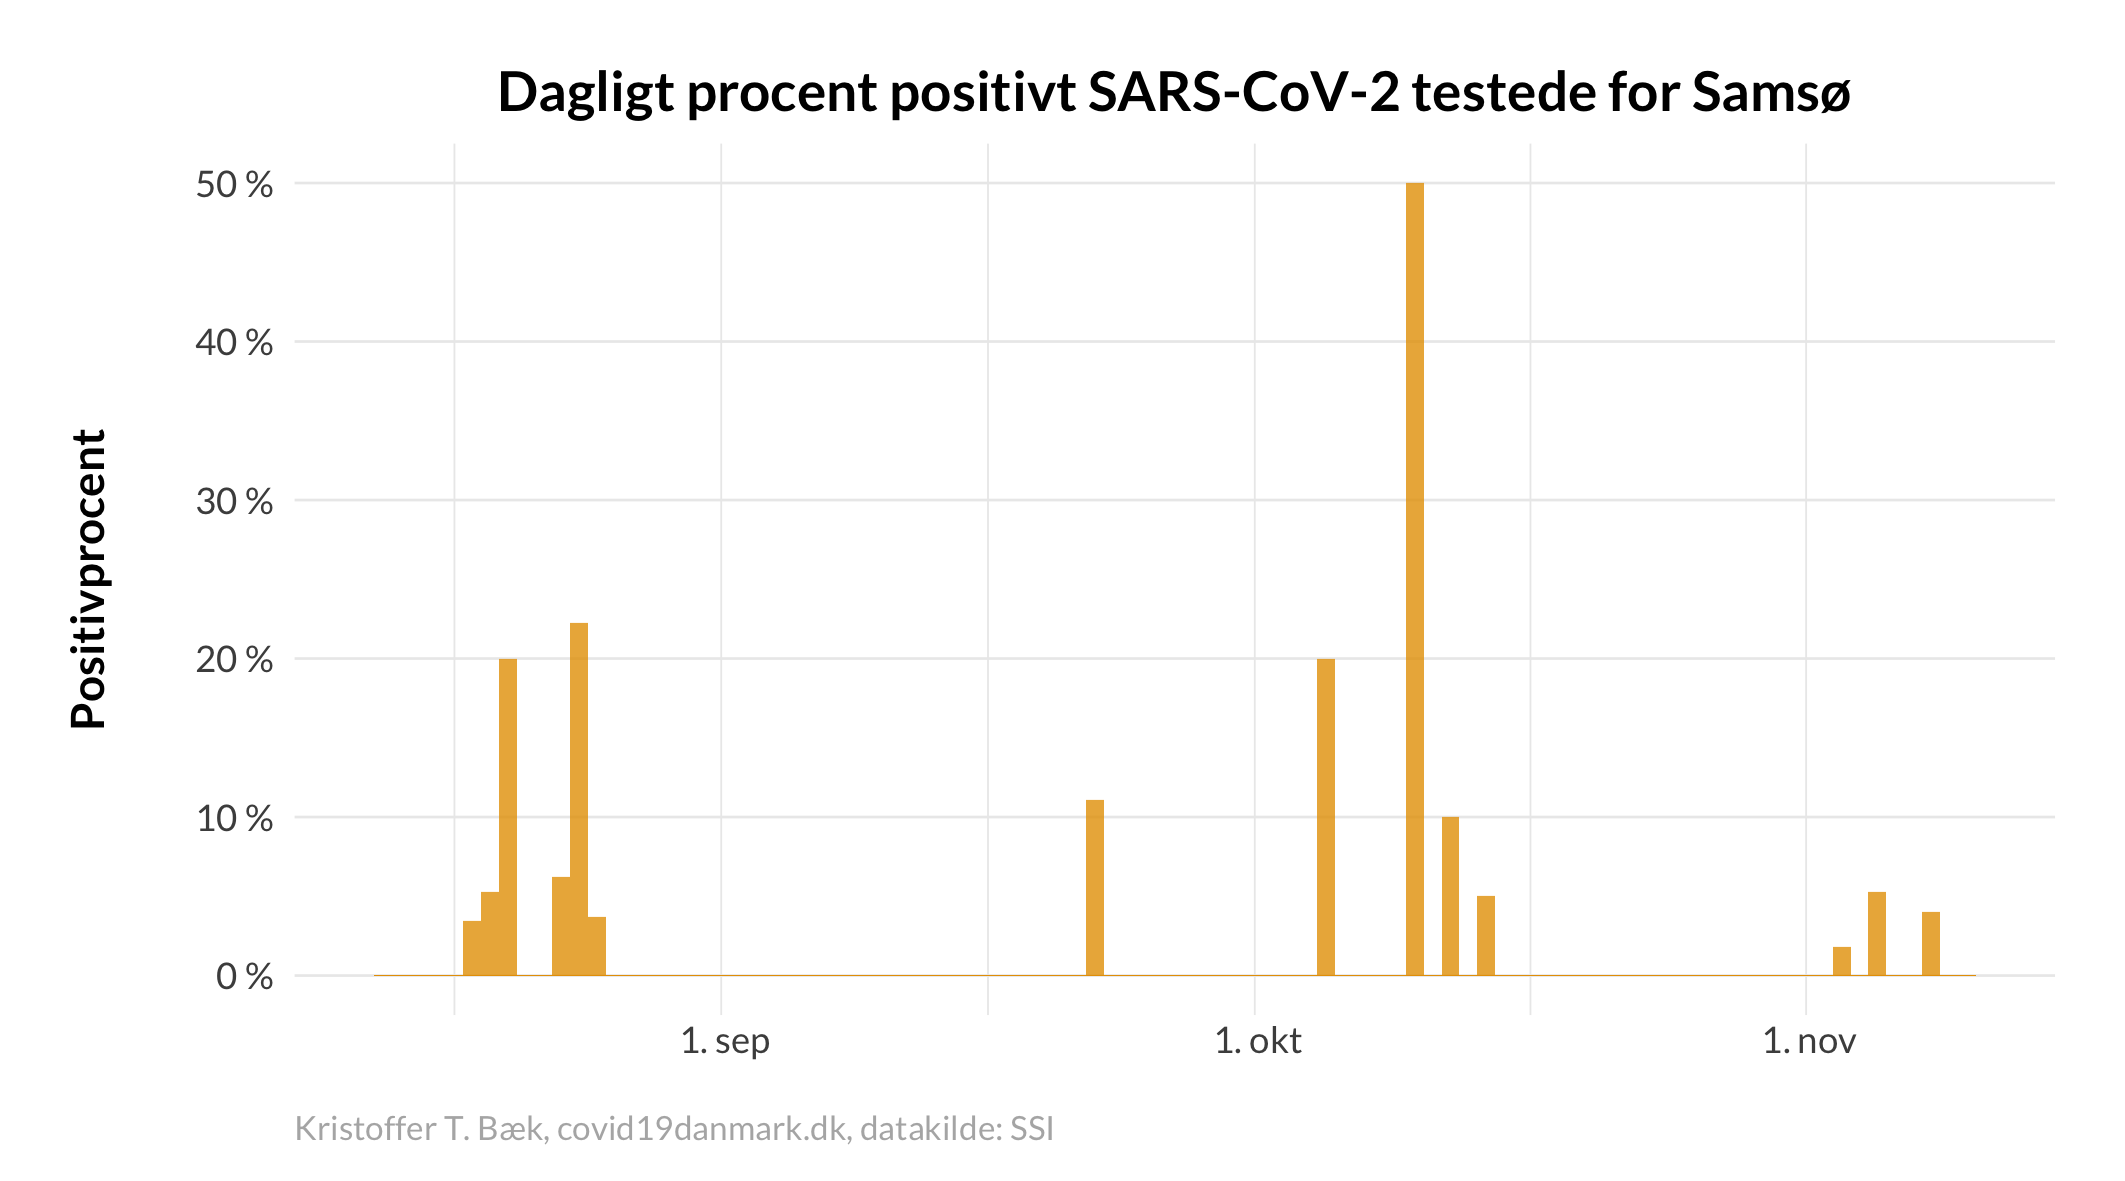 Dagligt procent positivt SARS-CoV-2 testede for Samsø
Positivprocent
50 %
40 %
30 %
20 %
10 %
0 %
1. sep
1. okt
1. nov
Kristoffer T. Bæk, covid19danmark.dk, datakilde: SSI